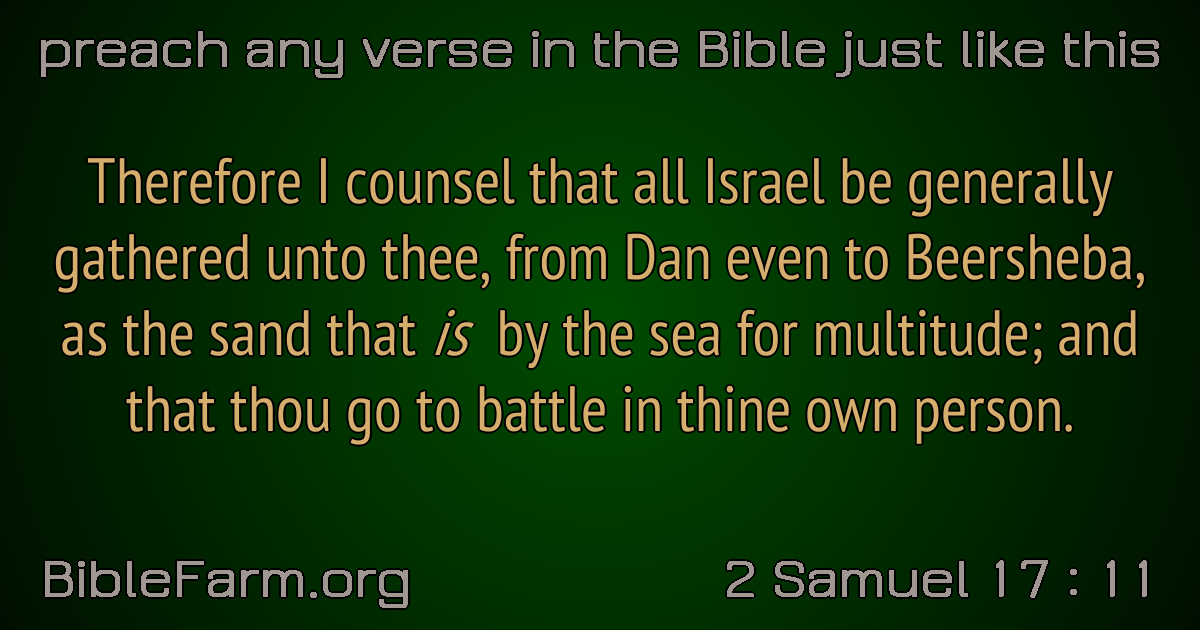 preach any verse in the Bible just like this
Therefore I counsel that all Israel be generally
gathered unto thee, from Dan even to Beersheba,
as the sand that is by the sea for multitude; and
that thou go to battle in thine own person.
BibleFarm.org
2 Samuel 17 : 11